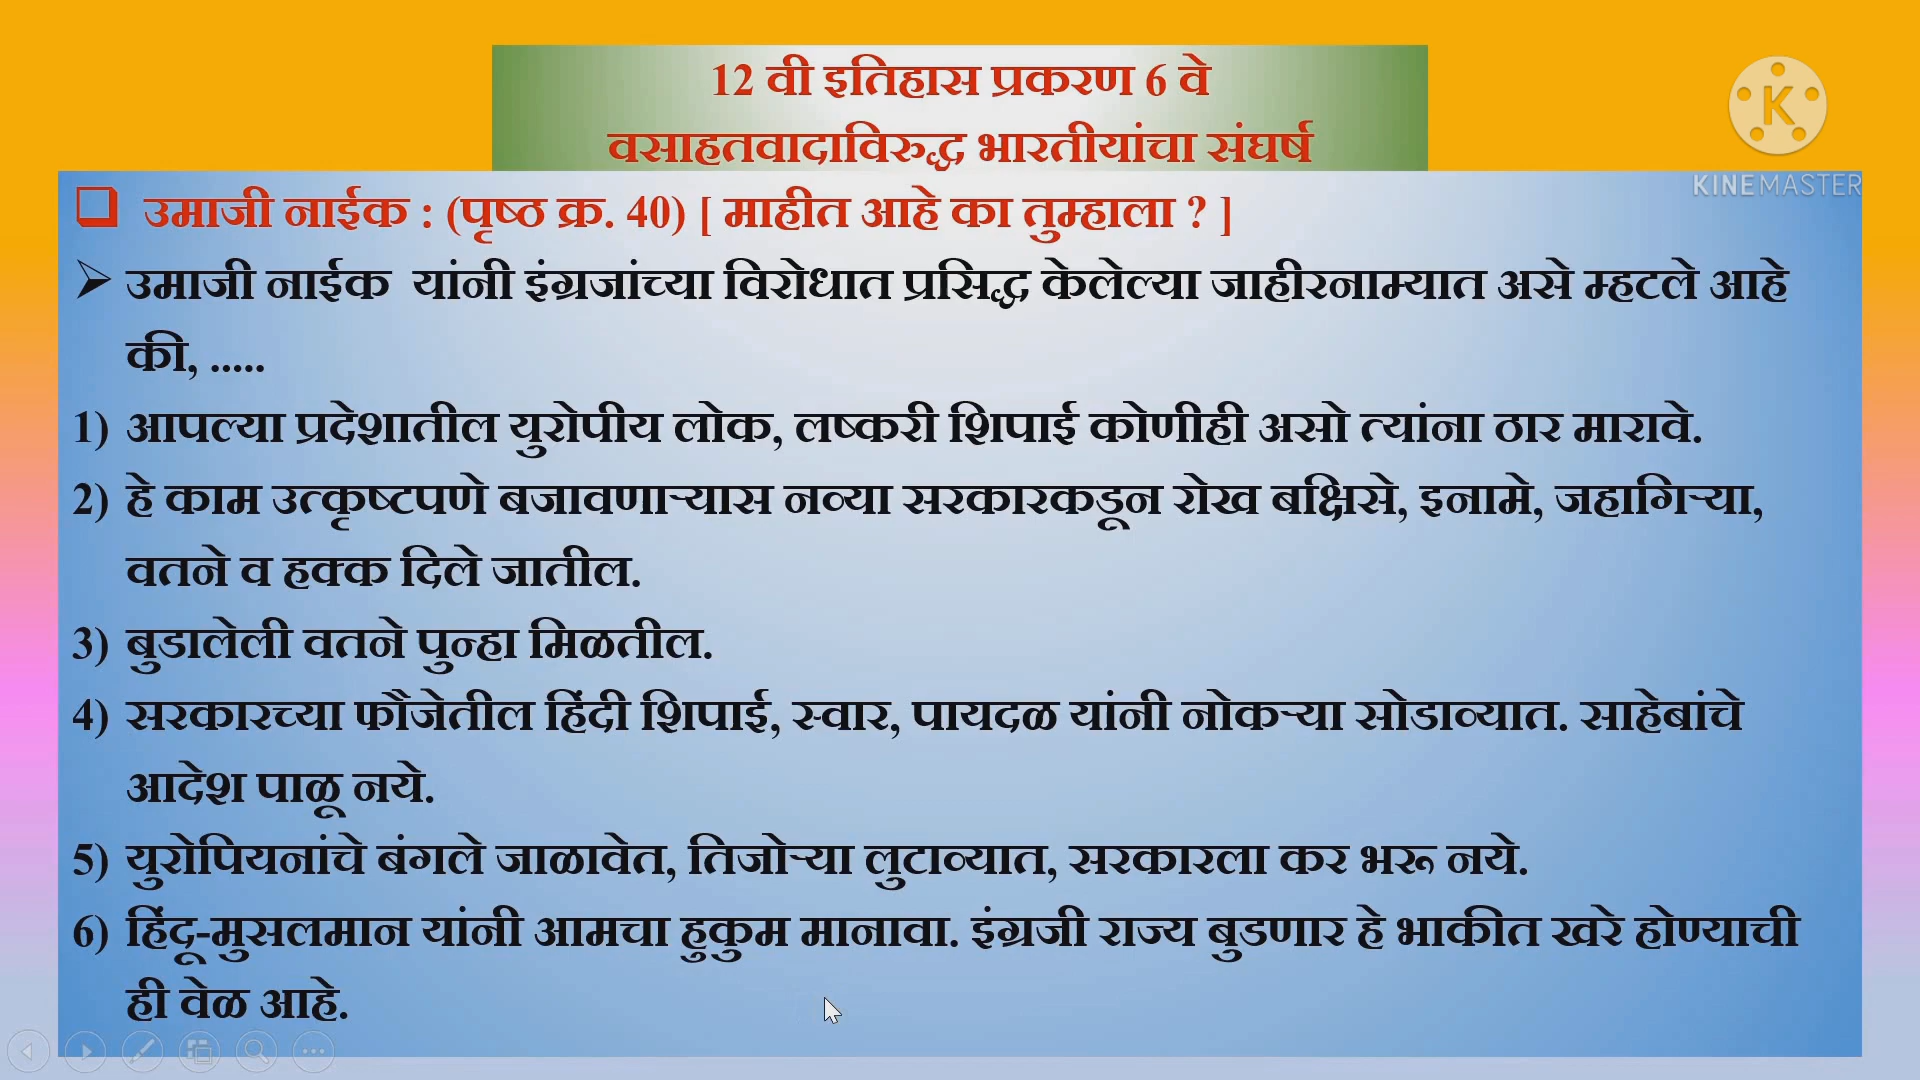 12 वी इतिहास प्रकरण 6 वे
वसाहतवादाविरुद्ध भारतीयांचा संघर्ष
KINEMASTER
उमाजी नाईक : (पृष्ठ क्र. 40) [ माहीत आहे का तुम्हाला ? ]
उमाजी नाईक यांनी इंग्रजांच्या विरोधात प्रसिद्ध केलेल्या जाहीरनाम्यात असे म्हटले आहे
की, .....
1) आपल्या प्रदेशातील युरोपीय लोक, लष्करी शिपाई कोणीही असो त्यांना ठार मारावे.
2) हे काम उत्कृष्टपणे बजावणाऱ्यास नव्या सरकारकडून रोख बक्षिसे, इनामे, जहागिऱ्या,
वतने व हक्क दिले जातील.
3) बुडालेली वतने पुन्हा मिळतील.
4) सरकारच्या फौजेतील हिंदी शिपाई, स्वार, पायदळ यांनी नोकऱ्या सोडाव्यात. साहेबांचे
आदेश पाळू नये.
5) युरोपियनांचे बंगले जाळावेत, तिजोऱ्या लुटाव्यात, सरकारला कर भरू नये.
6) हिंदू-मुसलमान यांनी आमचा हुकुम मानावा. इंग्रजी राज्य बुडणार हे भाकीत खरे होण्याची
ही वेळ आहे.